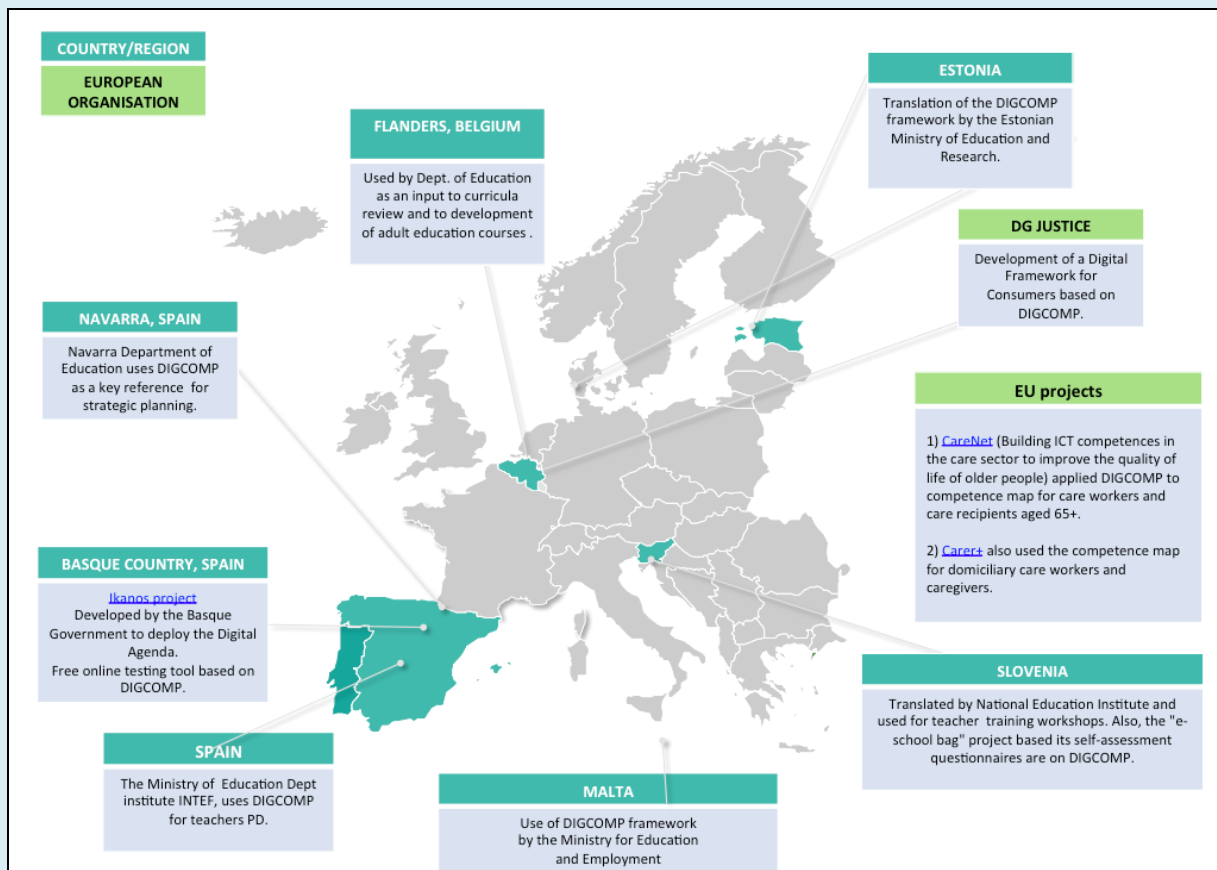 COUNTRY/REGION
EUROPEAN
ORGANISATION
ESTONIA
Translation of the DIGCOMP
framework by the Estonian
Ministry of Education and
Research.
FLANDERS, BELGIUM
Used by Dept. of Education
as an input to curricula
review and to development
of adult education courses .
DG JUSTICE
Development of a Digital
Framework for
Consumers based on
DIGCOMP.
NAVARRA, SPAIN
Navarra Department of
Education uses DIGCOMP
as a key reference for
strategic planning.
EU projects
1) CareNet (Building ICT competences in
the care sector to improve the quality of
life of older people) applied DIGCOMP to
competence map for care workers and
care recipients aged 65+.
2) Carer+ also used the competence map
for domiciliary care workers and
caregivers.
BASQUE COUNTRY, SPAIN
Ikanos project
Developed by the Basque
Government to deploy the Digital
Agenda.
Free online testing tool based on
DIGCOMP.
SLOVENIA
Translated by National Education Institute and
used for teacher training workshops. Also, the "e-
school bag" project based its self-assessment
questionnaires are on DIGCOMP.
SPAIN
The Ministry of Education Dept
institute INTEF, uses DIGCOMP
for teachers PD.
MALTA
Use of DIGCOMP framework
by the Ministry for Education
and Employment